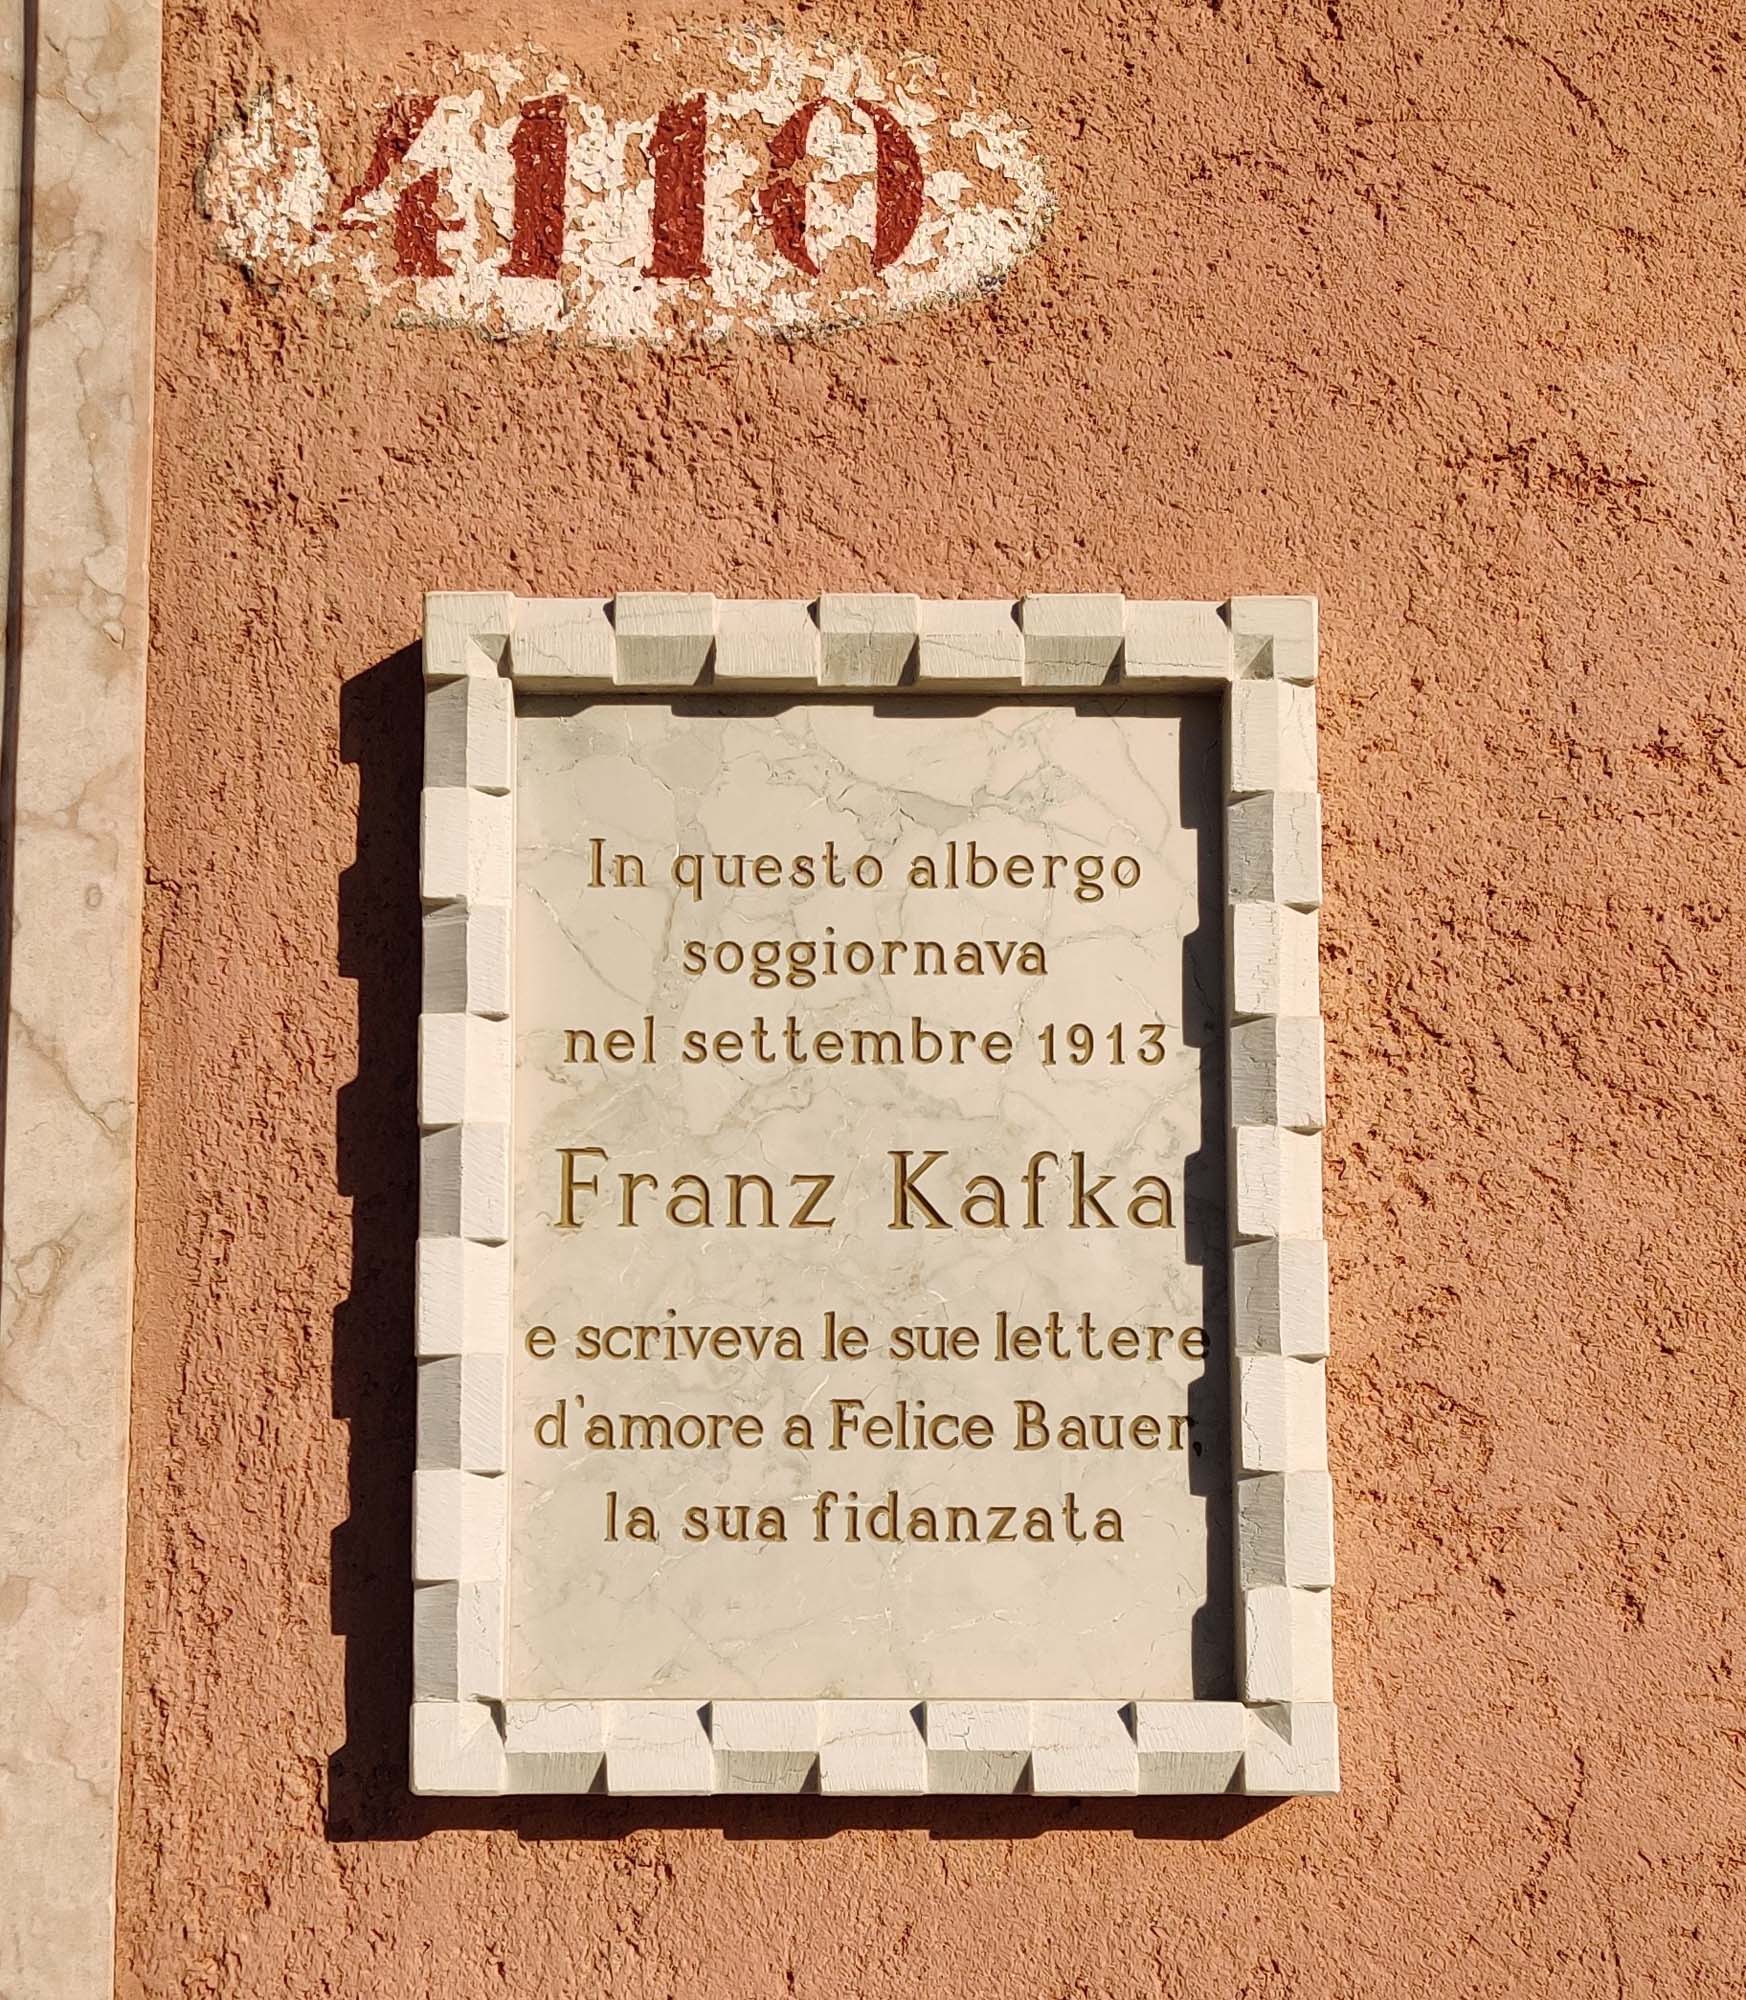 4110
In questo albergo
soggiornava
nel settembre 1913
Franz Kafka
e scriveva le sue lettere
d'amore a Felice Bauer,
la sua fidanzata